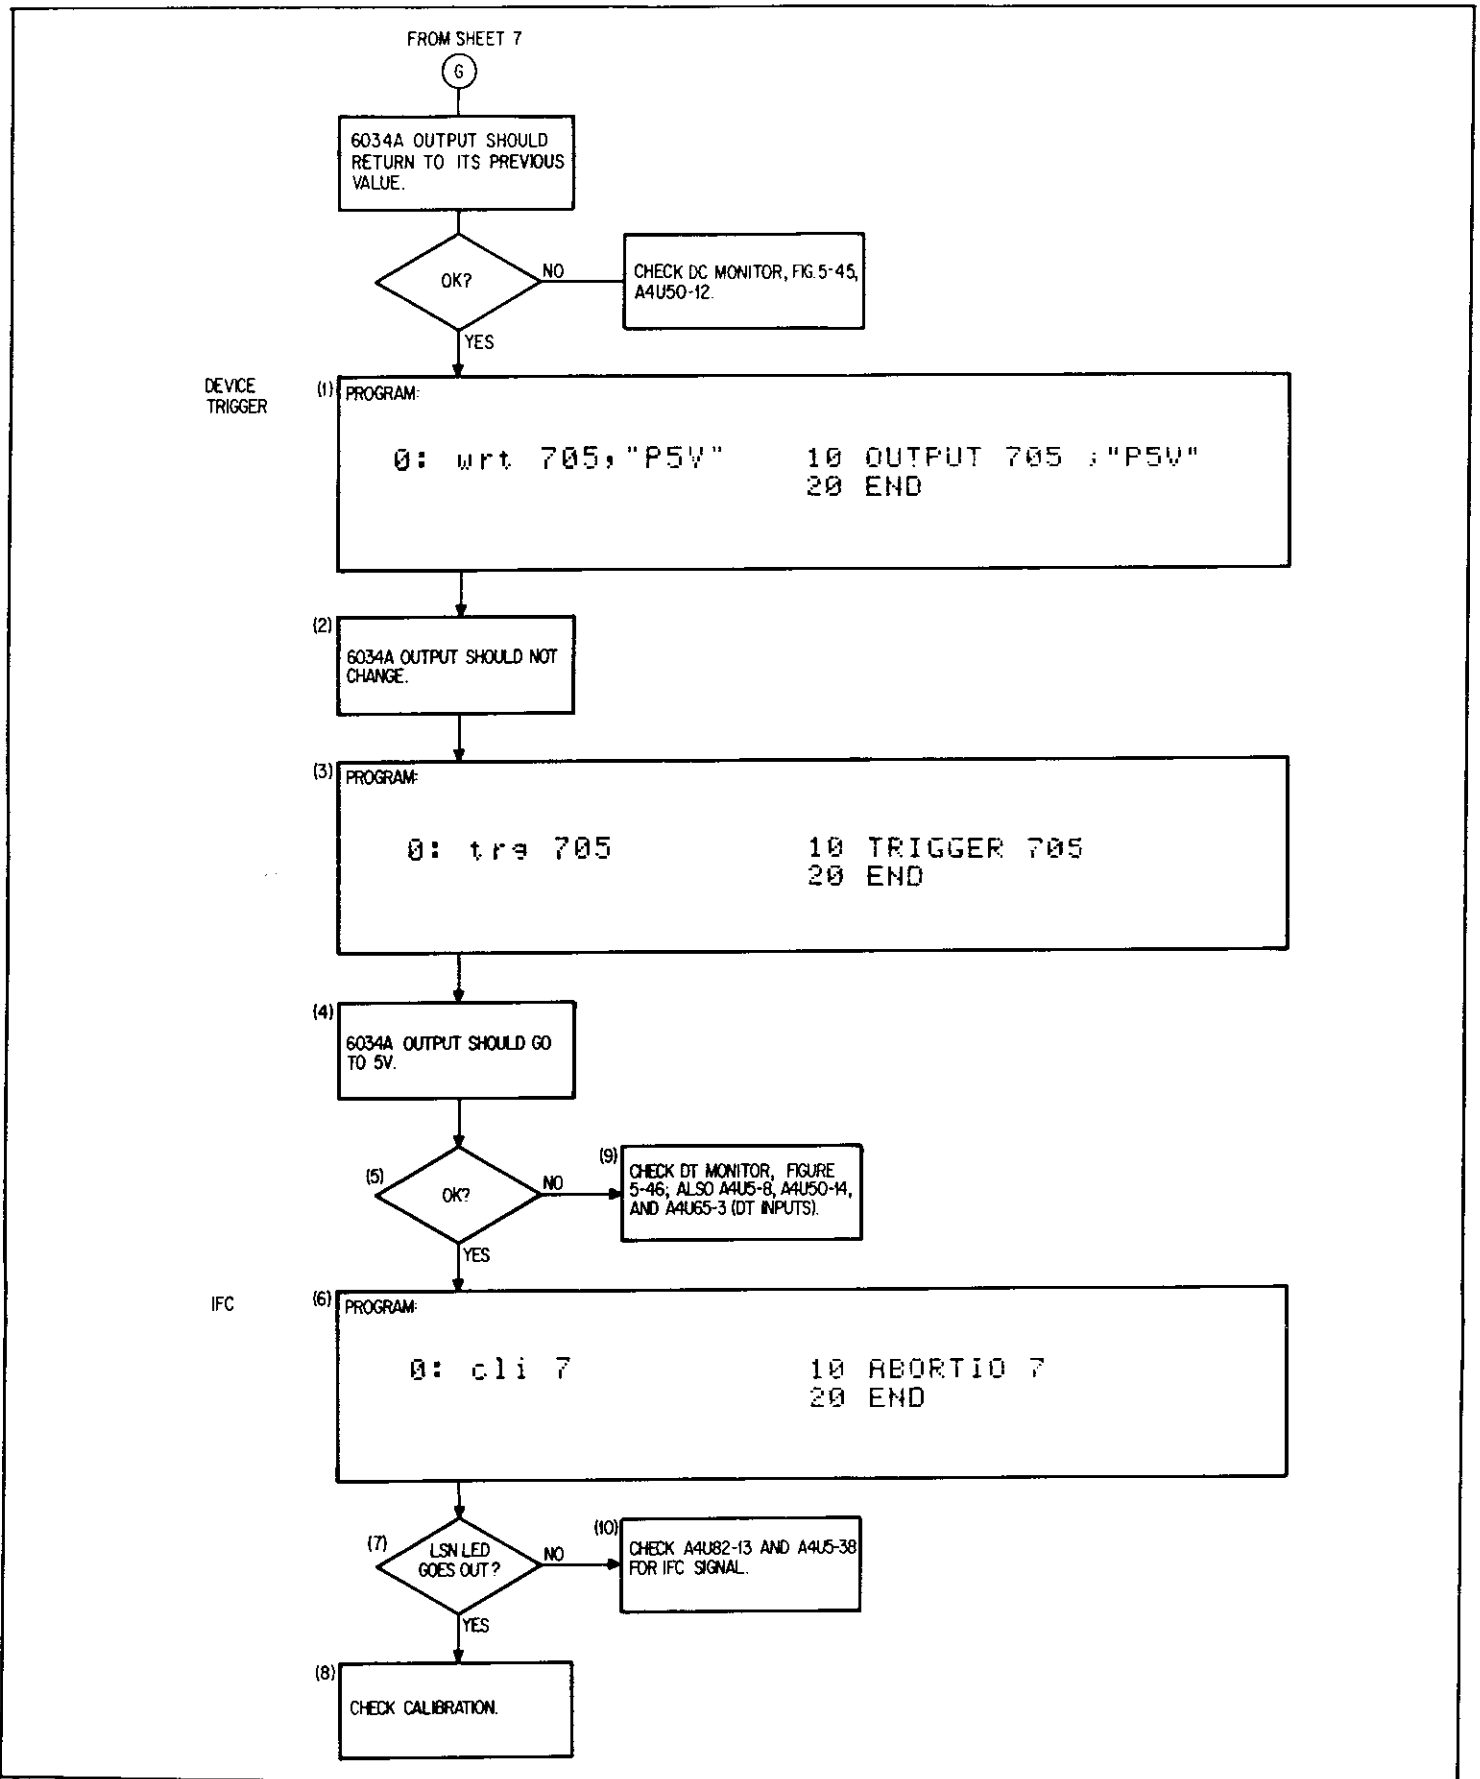 FROM SHEET 7
G
6034A OUTPUT SHOULD
RETURN TO ITS PREVIOUS
VALUE.
OK?
NO
CHECK DC MONITOR, FIG. 5-45,
A4U50-12.
YES
DEVICE
TRIGGER
(1) PROGRAM:
0: wrt 705,"P5V"
10 OUTPUT 705 ;"P5V"
20 END
(2)
6034A OUTPUT SHOULD NOT
CHANGE.
(3) PROGRAM:
0: trg 705
10 TRIGGER 705
20 END
(4)
6034A OUTPUT SHOULD GO
TO 5V.
(5)
OK?
NO
(9)
CHECK DT MONITOR, FIGURE
5-46; ALSO A4U5-8, A4U50-14,
AND A4U65-3 (DT INPUTS).
YES
IFC
(6) PROGRAM:
0: cli 7
10 ABORTIO 7
20 END
(7)
LSN LED
GOES OUT?
NO
(10)
CHECK A4U82-13 AND A4U5-38
FOR IFC SIGNAL.
YES
(8)
CHECK CALIBRATION.